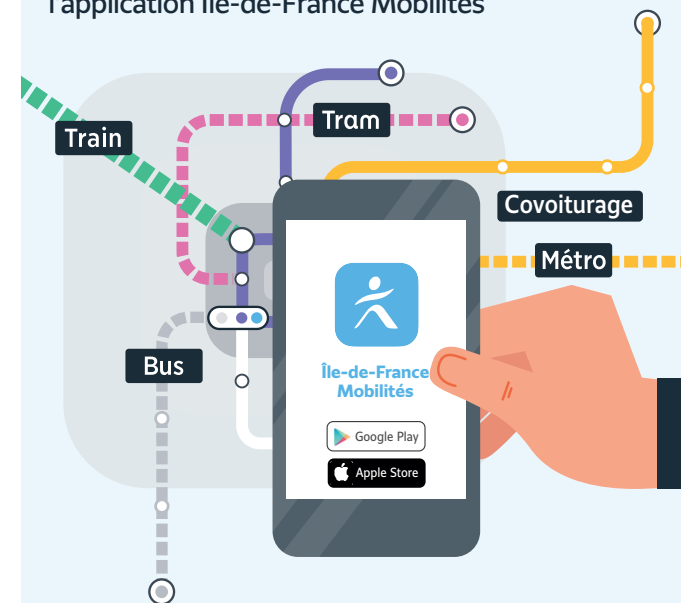 l'application Île-de-France Mobilités
Tram
Train
Covoiturage
Métro
Bus
Île-de-France
Mobilités
Google Play
Apple Store